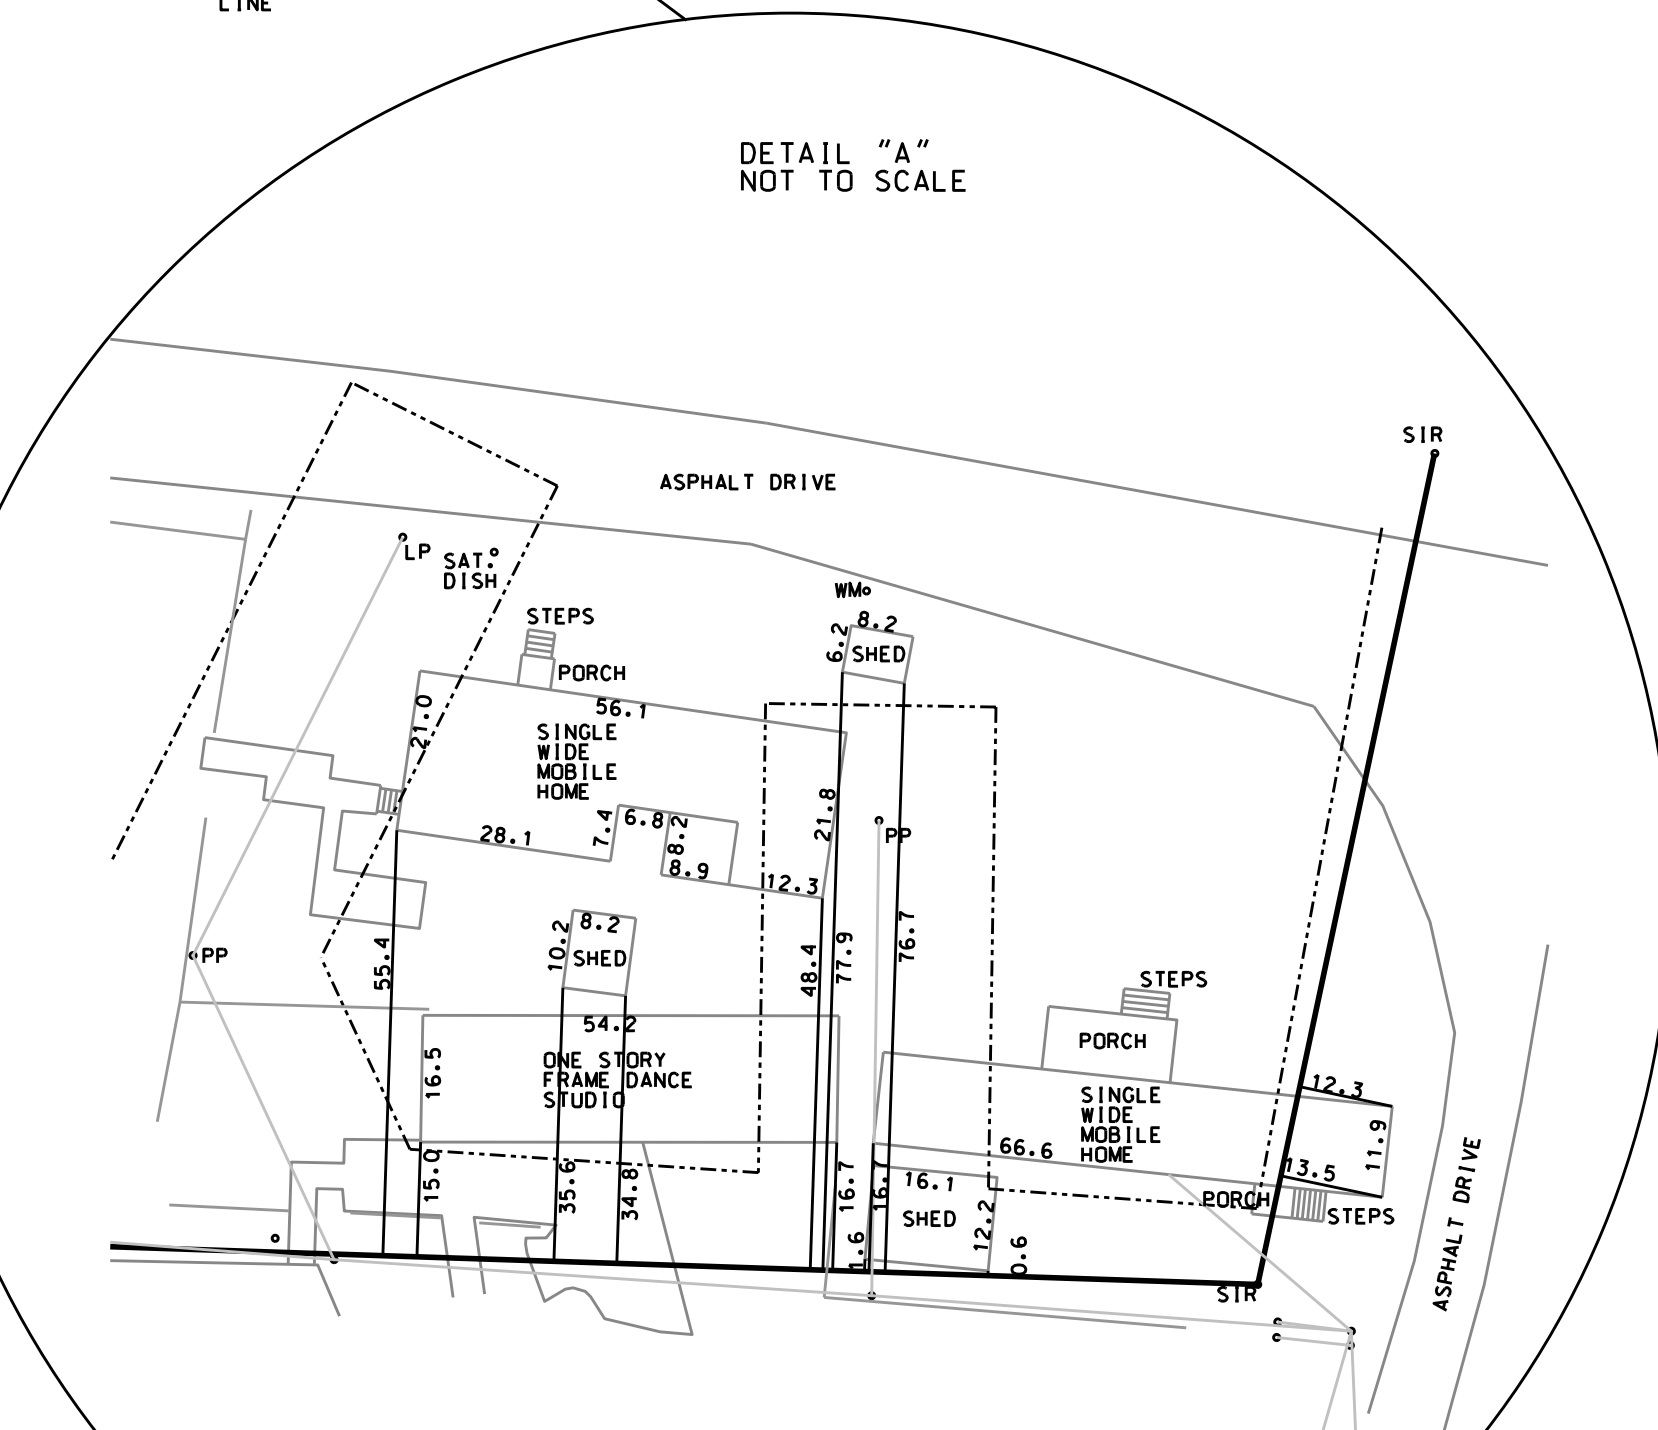 LINE
DETAIL "A"
NOT TO SCALE
SIR
ASPHALT DRIVE
LP
SAT.
DISH
WM
STEPS
8.2
6.2
SHED
PORCH
56.1
21.0
SINGLE
WIDE
MOBILE
HOME
21.8
PP
28.1
7.4
6.8
8.2
8.9
12.3
8.2
10.2
SHED
PP
55.4
48.4
77.9
76.7
STEPS
54.2
PORCH
16.5
ONE STORY
FRAME DANCE
STUDIO
12.3
SINGLE
WIDE
MOBILE
HOME
11.9
66.6
13.5
15.0
35.6
34.8
16.7
16.7
16.1
SHED
12.2
PORCH
STEPS
1.6
0.6
ASPHALT DRIVE
SIR